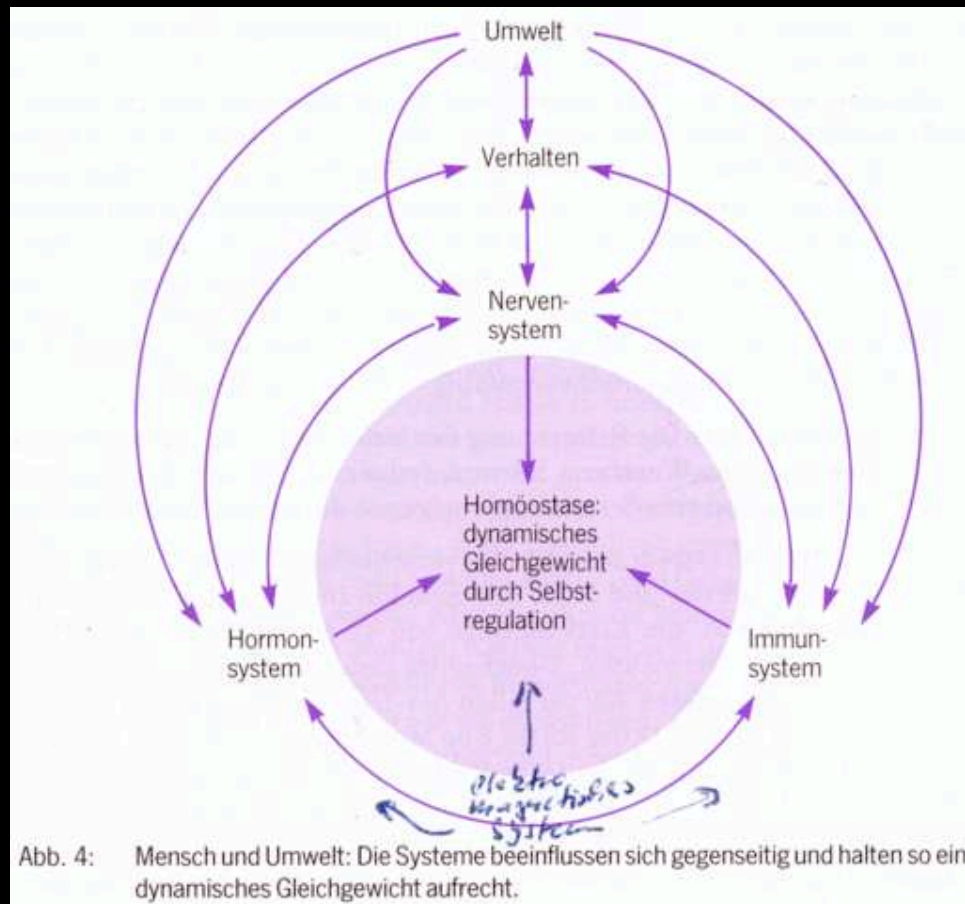 Umwelt
Verhalten
Nerven-
system
Homöostase:
dynamisches
Gleichgewicht
durch Selbst-
regulation
Hormon-
system
Immun-
system
elektro
magnetisches
System
Abb. 4: Mensch und Umwelt: Die Systeme beeinflussen sich gegenseitig und halten so ein
dynamisches Gleichgewicht aufrecht.